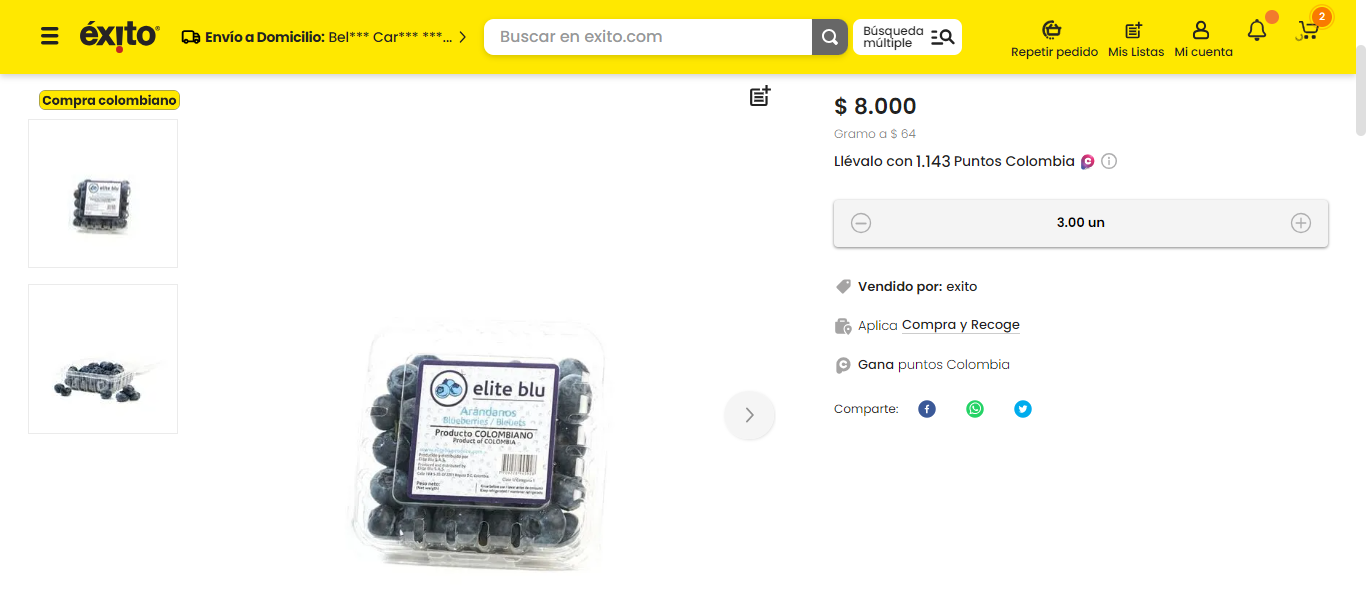 éxito
Envío a Domicilio: Bel*** Car*** ***...
Buscar en exito.com
Búsqueda
múltiple
Repetir pedido
Mis Listas
Mi cuenta
2
Compra colombiano
elite blu
Arándanos
Blueberries / Bleuets
Producto COLOMBIANO
Product of COLOMBIA
Peso neto:
$ 8.000
Gramo a $ 64
Llévalo con 1.143 Puntos Colombia
3.00 un
Vendido por: exito
Aplica Compra y Recoge
Gana puntos Colombia
Comparte: